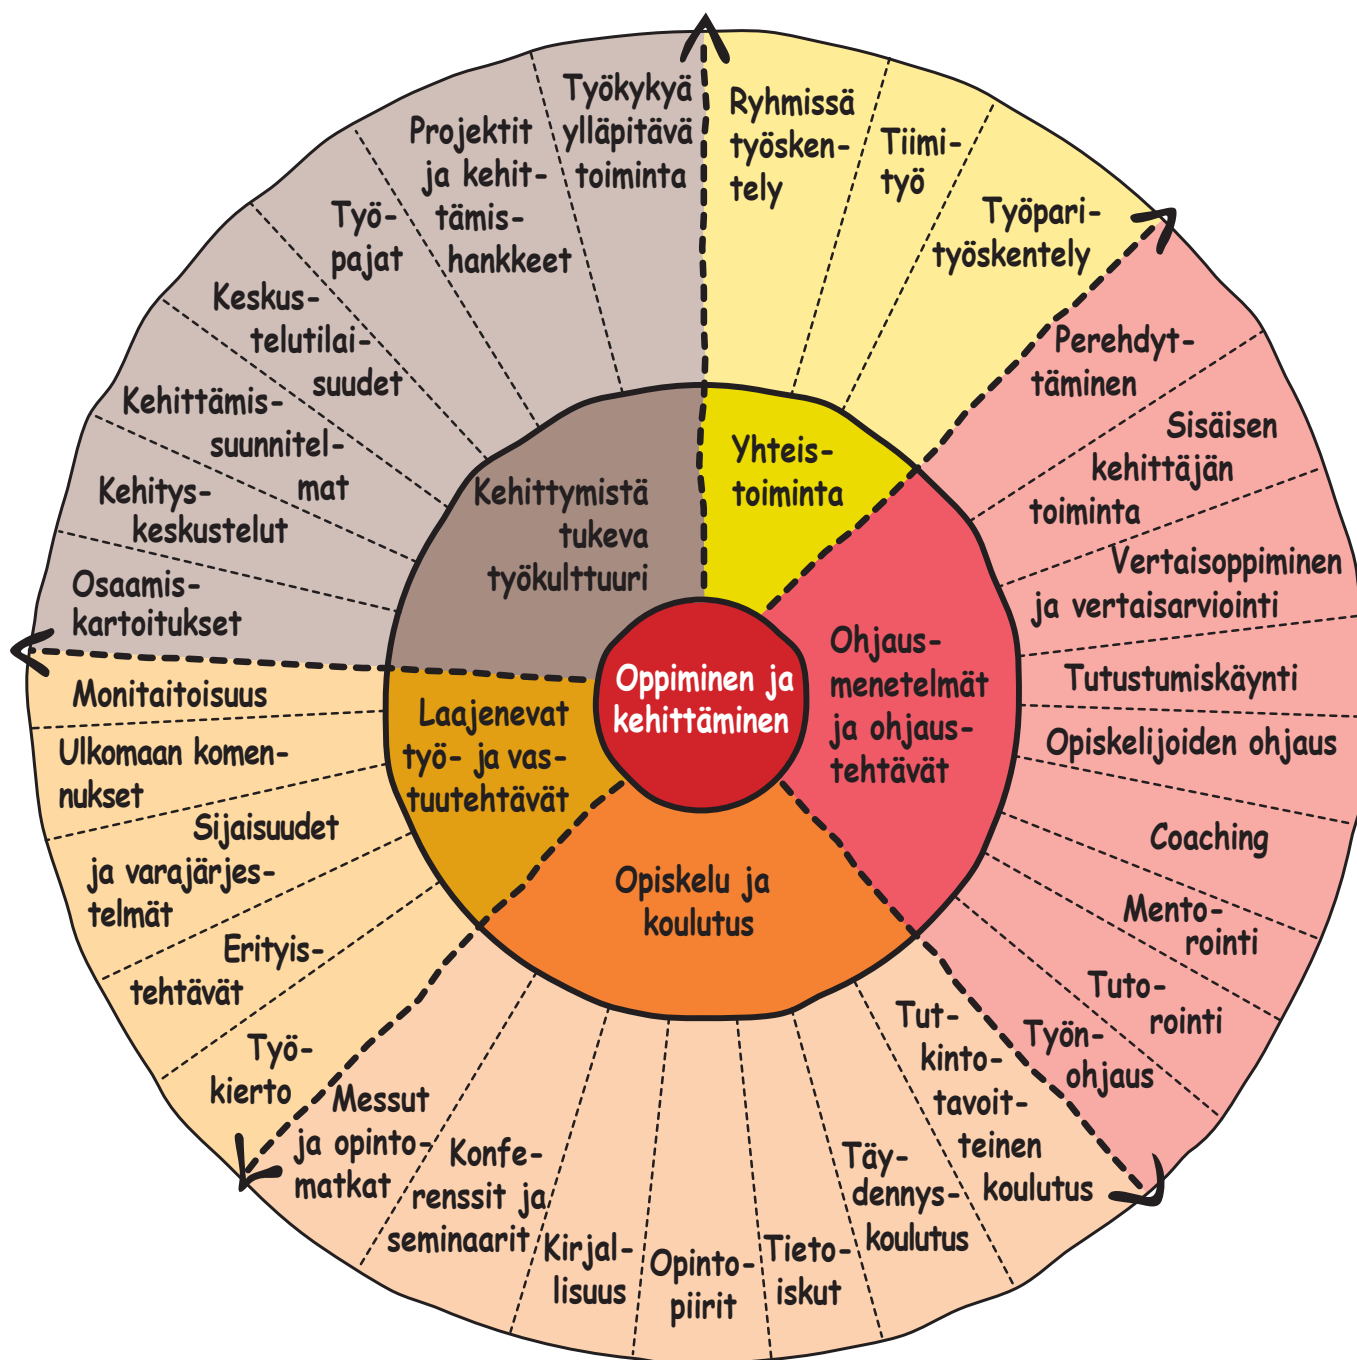 Oppiminen ja
kehittäminen
Yhteis-
toiminta
Ryhmissä
työsken-
tely
Tiimi-
työ
Työpari-
työskentely
Ohjaus-
menetelmät
ja ohjaus-
tehtävät
Perehdyt-
täminen
Sisäisen
kehittäjän
toiminta
Vertaisoppiminen
ja vertaisarviointi
Tutustumiskäynti
Opiskelijoiden ohjaus
Coaching
Mento-
rointi
Tuto-
rointi
Työn-
ohjaus
Opiskelu ja
koulutus
Tut-
kinto-
tavoit-
teinen
koulutus
Täy-
dennys-
koulutus
Tieto-
iskut
Opinto-
piirit
Kirjal-
lisuus
Konfe-
renssit ja
seminaarit
Messut
ja opinto-
matkat
Laajenevat
työ- ja vas-
tuutehtävät
Työ-
kierto
Erityis-
tehtävät
Sijaisuudet
ja varajärjes-
telmät
Ulkomaan komen-
nukset
Monitaitoisuus
Kehittymistä
tukeva
työkulttuuri
Osaamis-
kartoitukset
Kehitys-
keskustelut
Kehittämis-
suunnitel-
mat
Keskus-
telutilai-
suudet
Työ-
pajat
Projektit
ja kehit-
tämis-
hankkeet
Työkykyä
ylläpitävä
toiminta